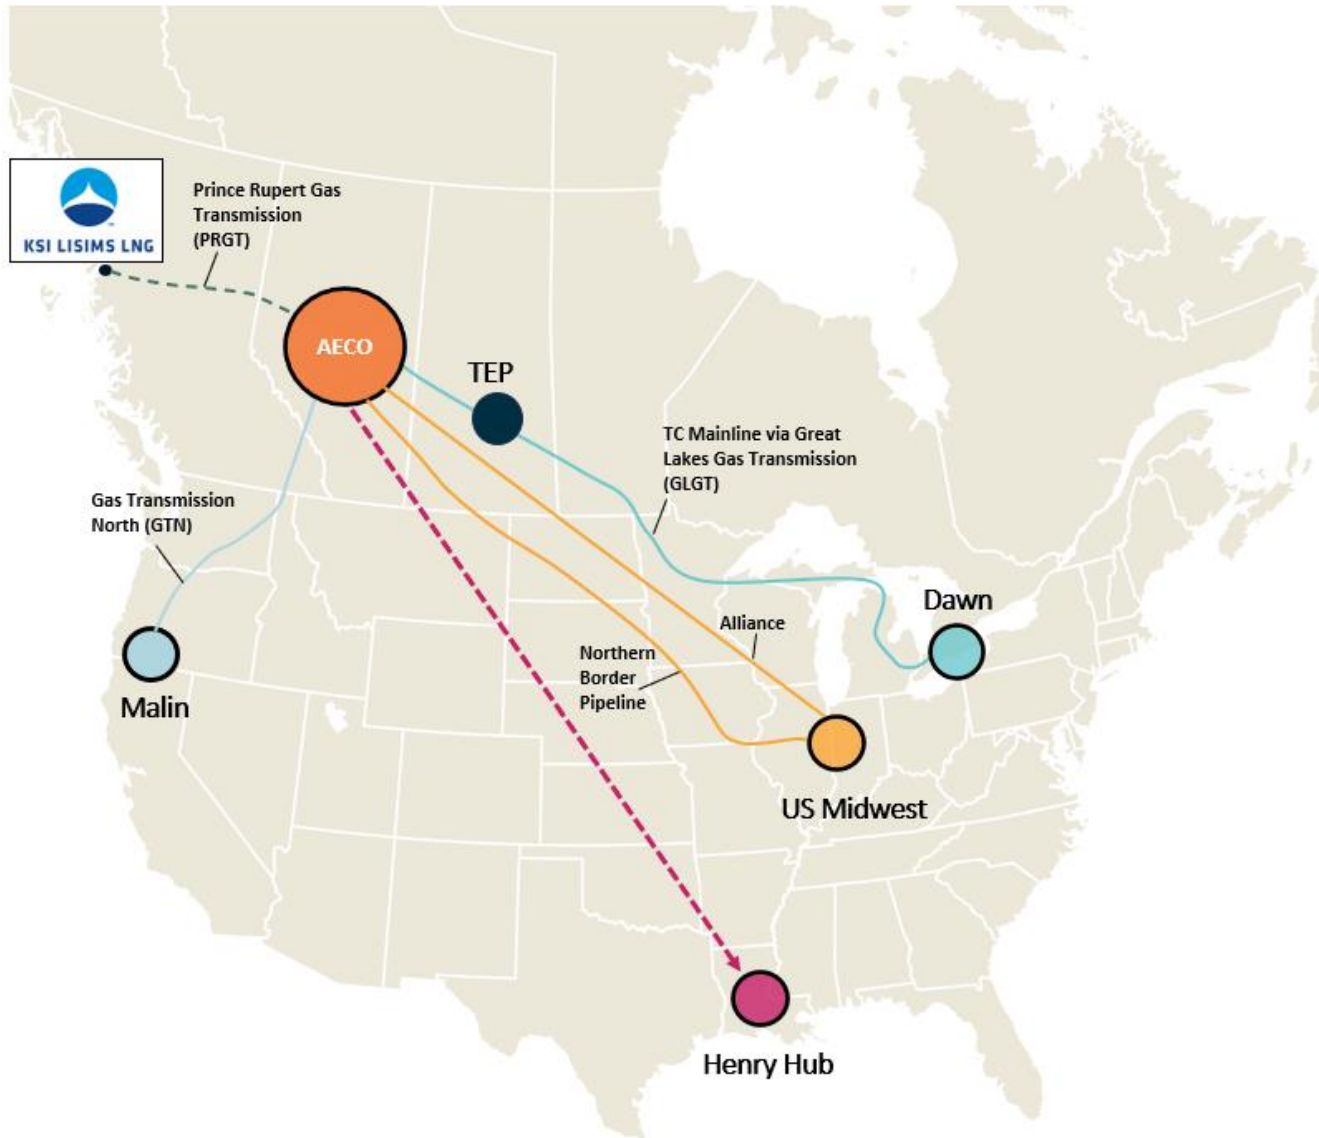 Prince Rupert Gas
Transmission
(PRGT)
KSI LISIMS LNG
AECO
TEP
TC Mainline via Great
Lakes Gas Transmission
(GLGT)
Gas Transmission
North (GTN)
Dawn
Alliance
Northern
Border
Pipeline
Malin
US Midwest
Henry Hub